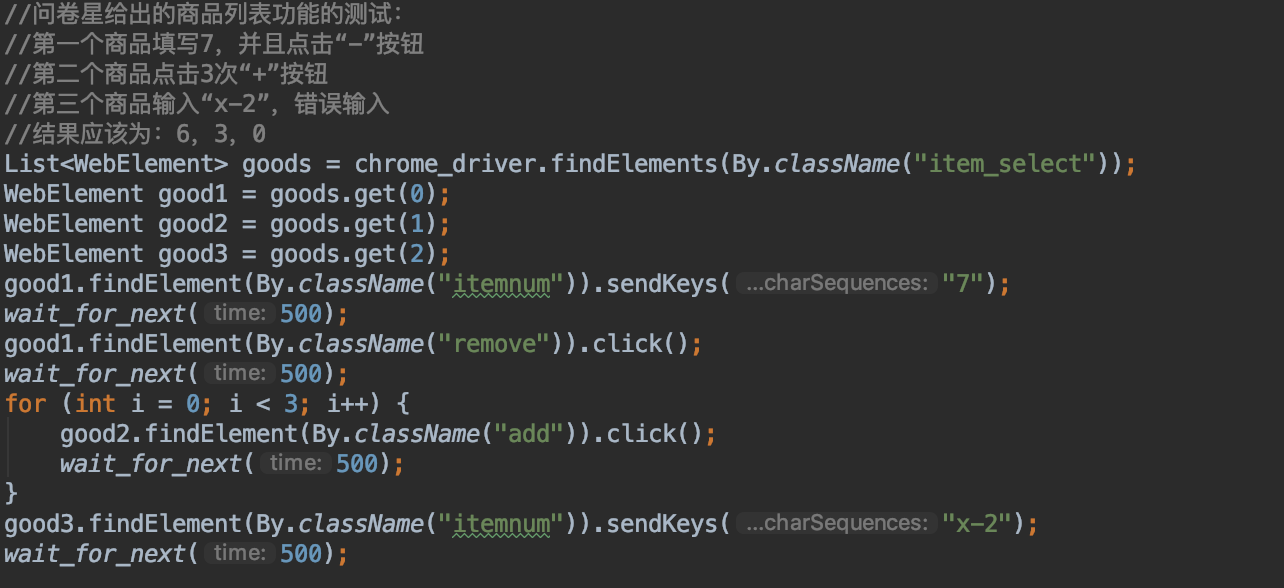 //问卷星给出的商品列表功能的测试：
//第一个商品填写7，并且点击“-”按钮
//第二个商品点击3次“+”按钮
//第三个商品输入“x-2”，错误输入
//结果应该为：6，3，0
List<WebElement> goods = chrome_driver.findElements(By.className("item_select"));
WebElement good1 = goods.get(0);
WebElement good2 = goods.get(1);
WebElement good3 = goods.get(2);
good1.findElement(By.className("itemnum")).sendKeys( ...charSequences: "7");
wait_for_next( time: 500);
good1.findElement(By.className("remove")).click();
wait_for_next( time: 500);
for (int i = 0; i < 3; i++) {
    good2.findElement(By.className("add")).click();
    wait_for_next( time: 500);
}
good3.findElement(By.className("itemnum")).sendKeys( ...charSequences: "x-2");
wait_for_next( time: 500);